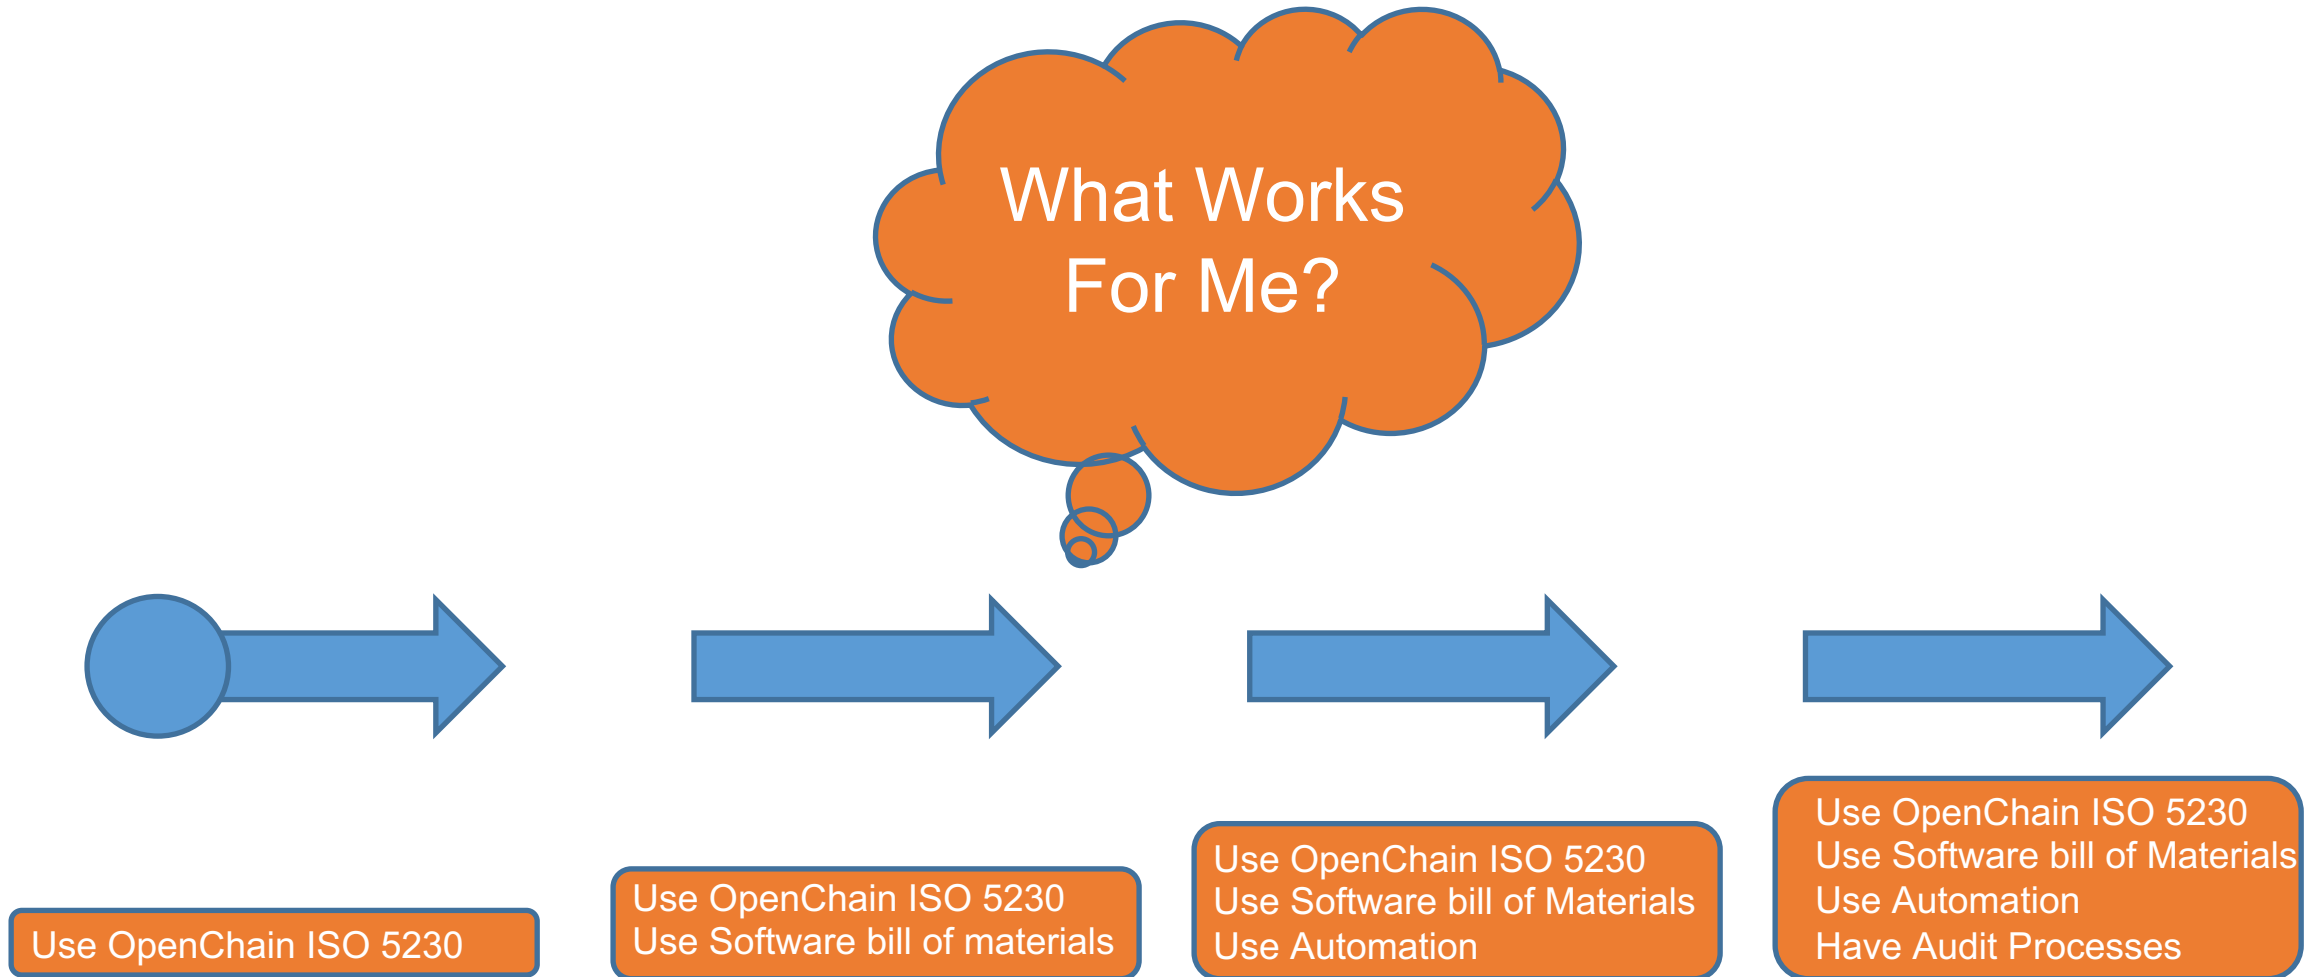 What Works
For Me?
Use OpenChain ISO 5230
Use OpenChain ISO 5230
Use Software bill of materials
Use OpenChain ISO 5230
Use Software bill of Materials
Use Automation
Use OpenChain ISO 5230
Use Software bill of Materials
Use Automation
Have Audit Processes